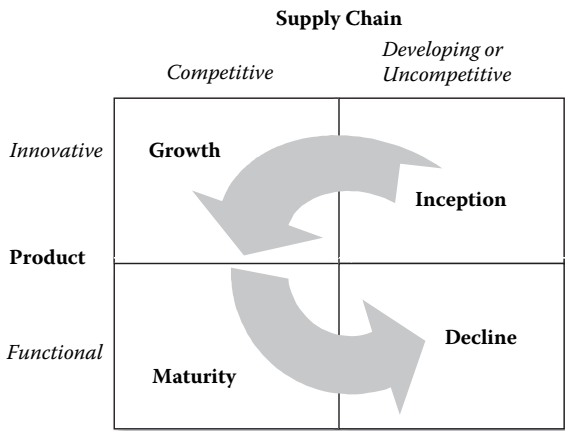 Supply Chain
Competitive
Developing or
Uncompetitive
Innovative
Growth
Inception
Product
Functional
Decline
Maturity